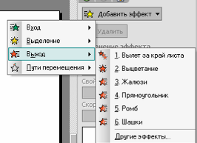 Добавить эффект
Удалить
Вход
Выделение
Выход
Пути перемещения
1. Вылет за край листа
2. Выцветание
3. Жалюзи
4. Прямоугольник
5. Ромб
6. Шашки
Другие эффекты...